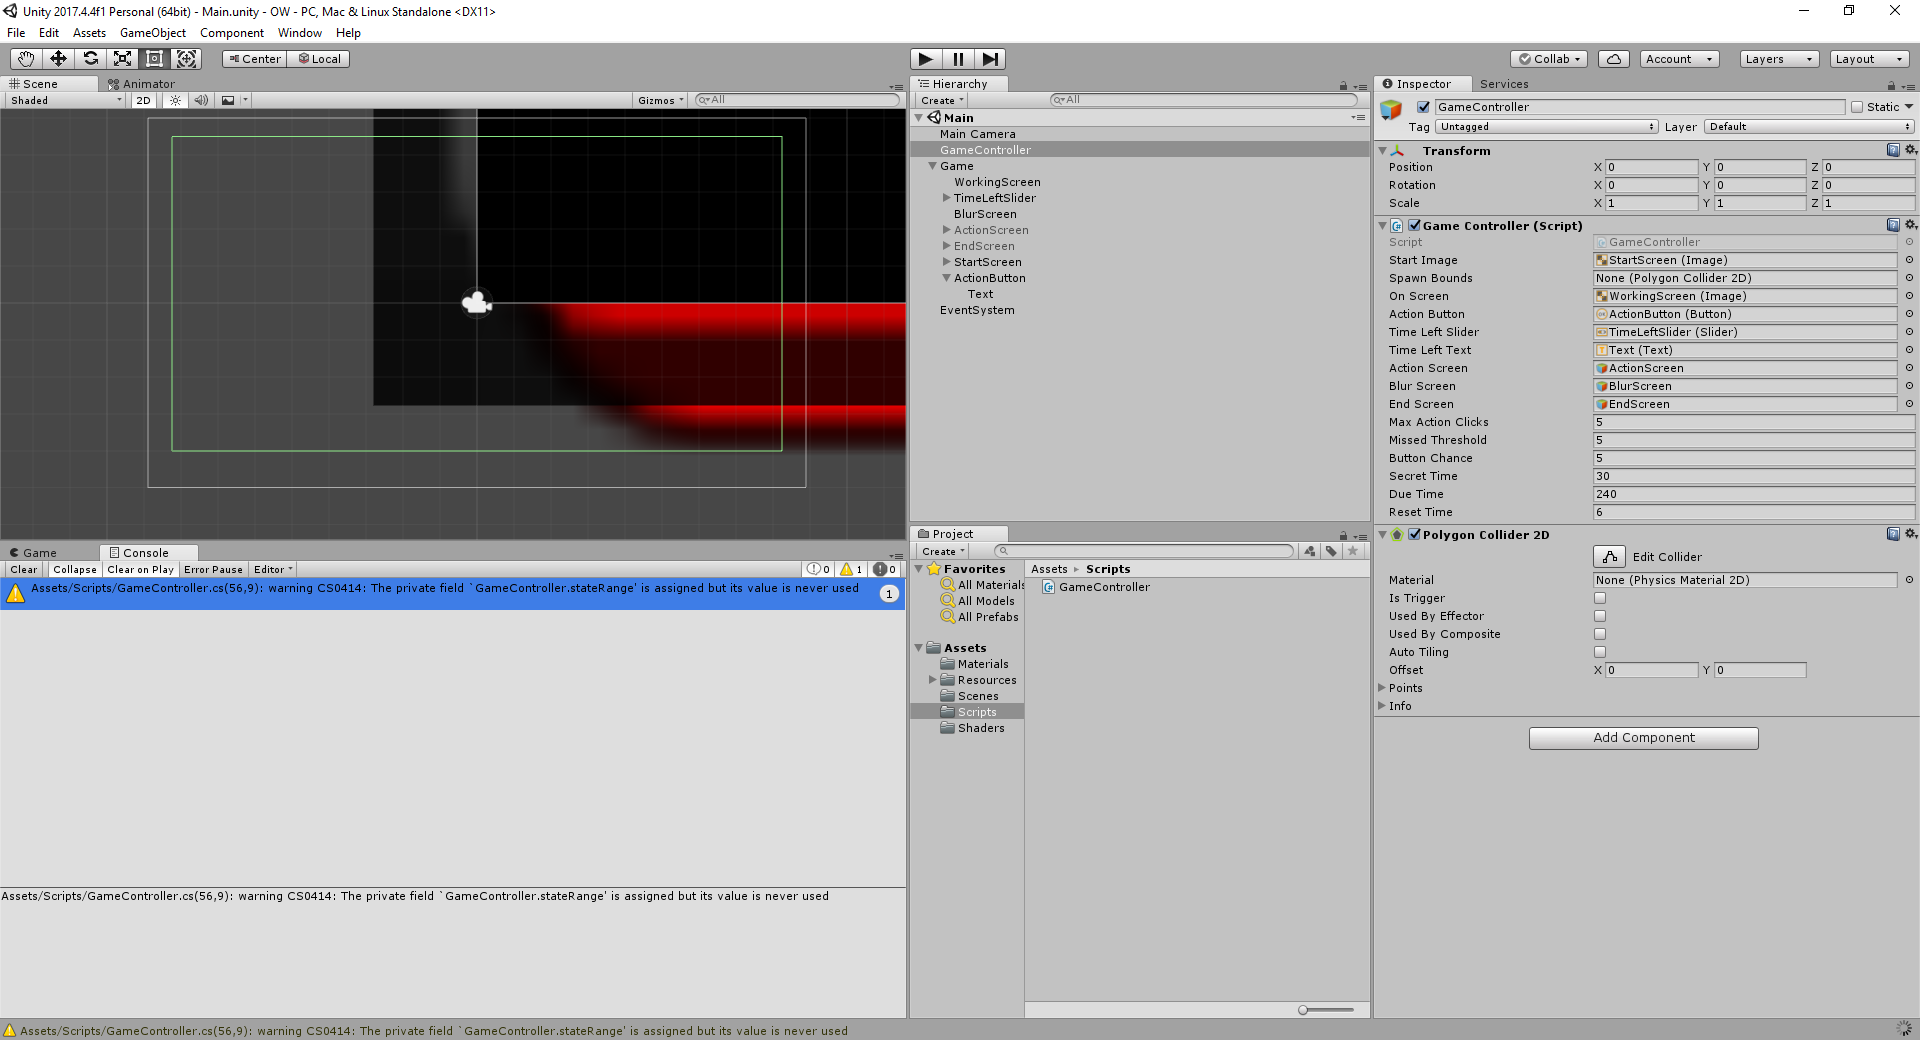 Unity 2017.4.4f1 Personal (64bit) - Main.unity - OW - PC, Mac & Linux Standalone <DX11>
File Edit Assets GameObject Component Window Help
Center Local
Collab Account Layers Layout
Scene Animator
Shaded 2D Gizmos All
Hierarchy
Create All
Main
Main Camera
GameController
Game
WorkingScreen
TimeLeftSlider
BlurScreen
ActionScreen
EndScreen
StartScreen
ActionButton
Text
EventSystem
Inspector Services
GameController Static
Tag Untagged Layer Default
Transform
Position X 0 Y 0 Z 0
Rotation X 0 Y 0 Z 0
Scale X 1 Y 1 Z 1
Game Controller (Script)
Script GameController
Start Image StartScreen (Image)
Spawn Bounds None (Polygon Collider 2D)
On Screen WorkingScreen (Image)
Action Button ActionButton (Button)
Time Left Slider TimeLeftSlider (Slider)
Time Left Text Text (Text)
Action Screen ActionScreen
Blur Screen BlurScreen
End Screen EndScreen
Max Action Clicks 5
Missed Threshold 5
Button Chance 5
Secret Time 30
Due Time 240
Reset Time 6
Polygon Collider 2D
Edit Collider
Material None (Physics Material 2D)
Is Trigger
Used By Effector
Used By Composite
Auto Tiling
Offset X 0 Y 0
Points
Info
Add Component
Game Console
Clear Collapse Clear on Play Error Pause Editor 0 1 0
Assets/Scripts/GameController.cs(56,9): warning CS0414: The private field `GameController.stateRange' is assigned but its value is never used 1
Assets/Scripts/GameController.cs(56,9): warning CS0414: The private field `GameController.stateRange' is assigned but its value is never used
Project
Create
Favorites
All Materials
All Models
All Prefabs
Assets
Materials
Resources
Scenes
Scripts
Shaders
Assets Scripts
GameController
Assets/Scripts/GameController.cs(56,9): warning CS0414: The private field `GameController.stateRange' is assigned but its value is never used